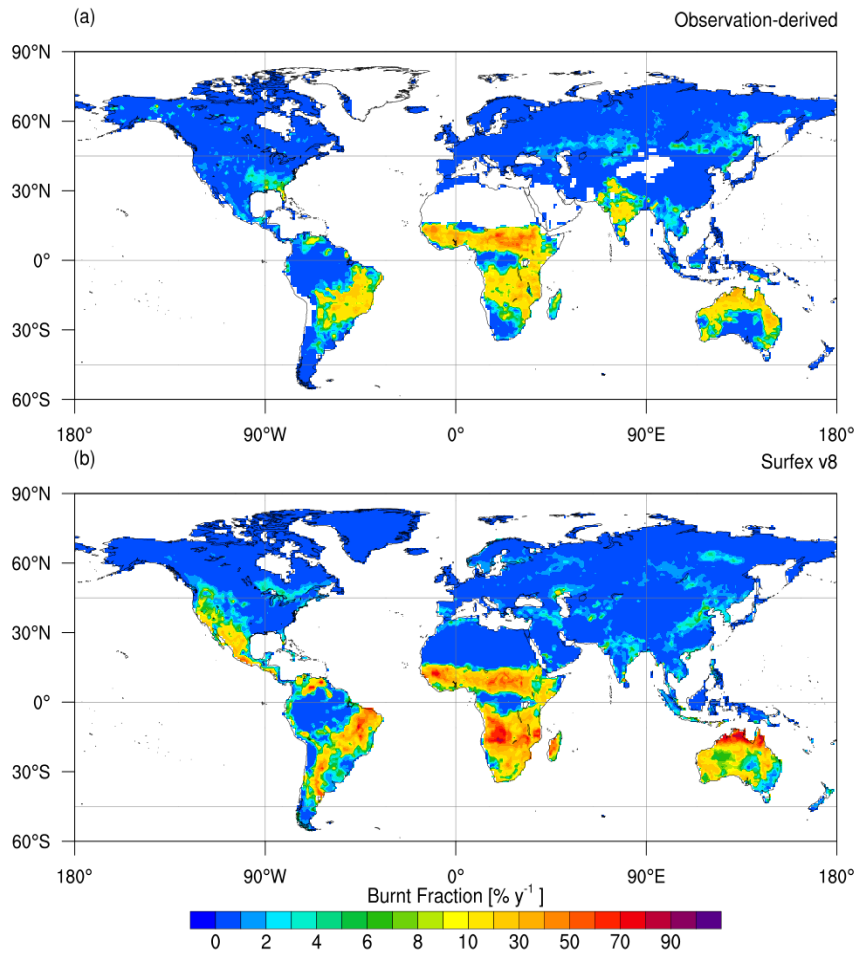 (a) Observation-derived
90°N
60°N
30°N
0°
30°S
60°S
180° 90°W 0° 90°E 180°
(b) Surfex v8
90°N
60°N
30°N
0°
30°S
60°S
180° 90°W 0° 90°E 180°
Burnt Fraction [% y⁻¹ ]
0 2 4 6 8 10 30 50 70 90